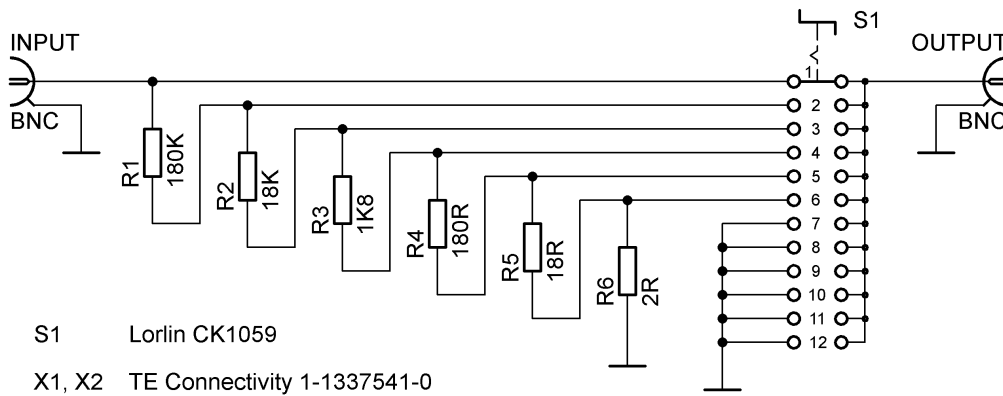 S1
INPUT
OUTPUT
1
BNC
BNC
2
3
4
5
6
7
8
9
10
11
12
R1
180K
R2
18K
R3
1K8
R4
180R
R5
18R
R6
2R
S1 Lorlin CK1059
X1, X2 TE Connectivity 1-1337541-0